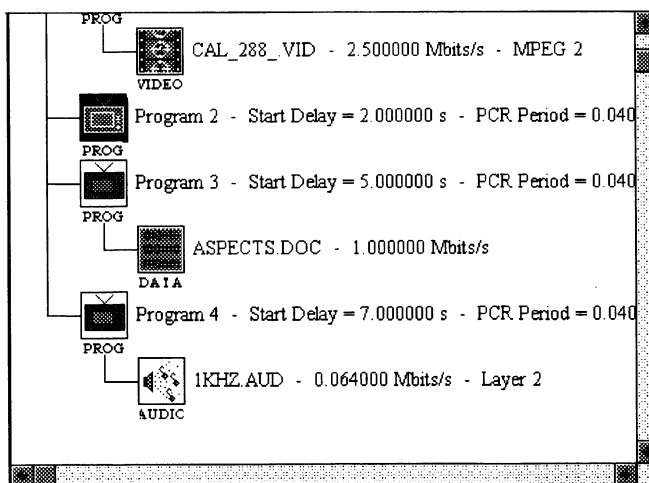 PROG
CAL_288_.VID - 2.500000 Mbits/s - MPEG 2
VIDEO
Program 2 - Start Delay = 2.000000 s - PCR Period = 0.040
PROG
Program 3 - Start Delay = 5.000000 s - PCR Period = 0.040
PROG
ASPECTS.DOC - 1.000000 Mbits/s
DATA
Program 4 - Start Delay = 7.000000 s - PCR Period = 0.040
PROG
1KHZ.AUD - 0.064000 Mbits/s - Layer 2
AUDIO